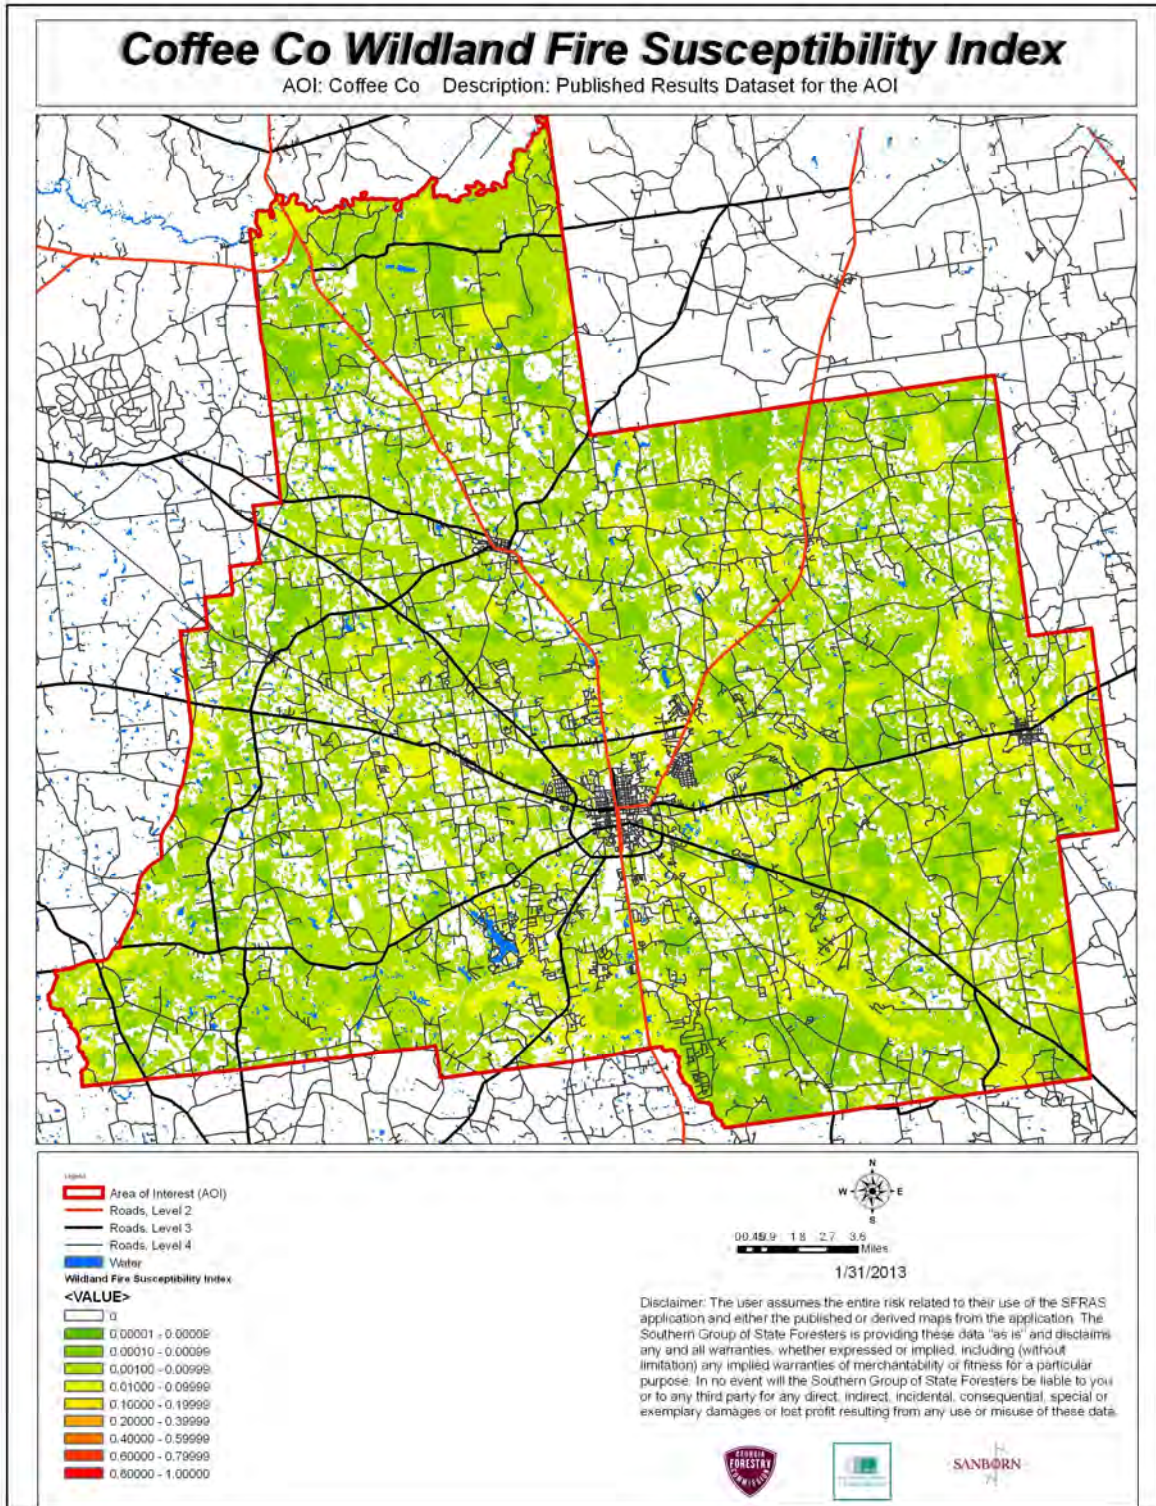 Coffee Co Wildland Fire Susceptibility Index
AOI: Coffee Co Description: Published Results Dataset for the AOI
Legend
Area of Interest (AOI)
Roads, Level 2
Roads, Level 3
Roads, Level 4
Water
Wildland Fire Susceptibility Index
<VALUE>
0
0.00001 - 0.00009
0.00010 - 0.00099
0.00100 - 0.00999
0.01000 - 0.09999
0.10000 - 0.19999
0.20000 - 0.39999
0.40000 - 0.59999
0.60000 - 0.79999
0.80000 - 1.00000
N
W E
S
0 0.45 0.9 1.8 2.7 3.6
Miles
1/31/2013
Disclaimer: The user assumes the entire risk related to their use of the SFRAS
application and either the published or derived maps from the application. The
Southern Group of State Foresters is providing these data "as is" and disclaims
any and all warranties, whether expressed or implied, including (without
limitation) any implied warranties of merchantability or fitness for a particular
purpose. In no event will the Southern Group of State Foresters be liable to you
or to any third party for any direct, indirect, incidental, consequential, special or
exemplary damages or lost profit resulting from any use or misuse of these data.
GEORGIA
FORESTRY
COMMISSION
SANBORN